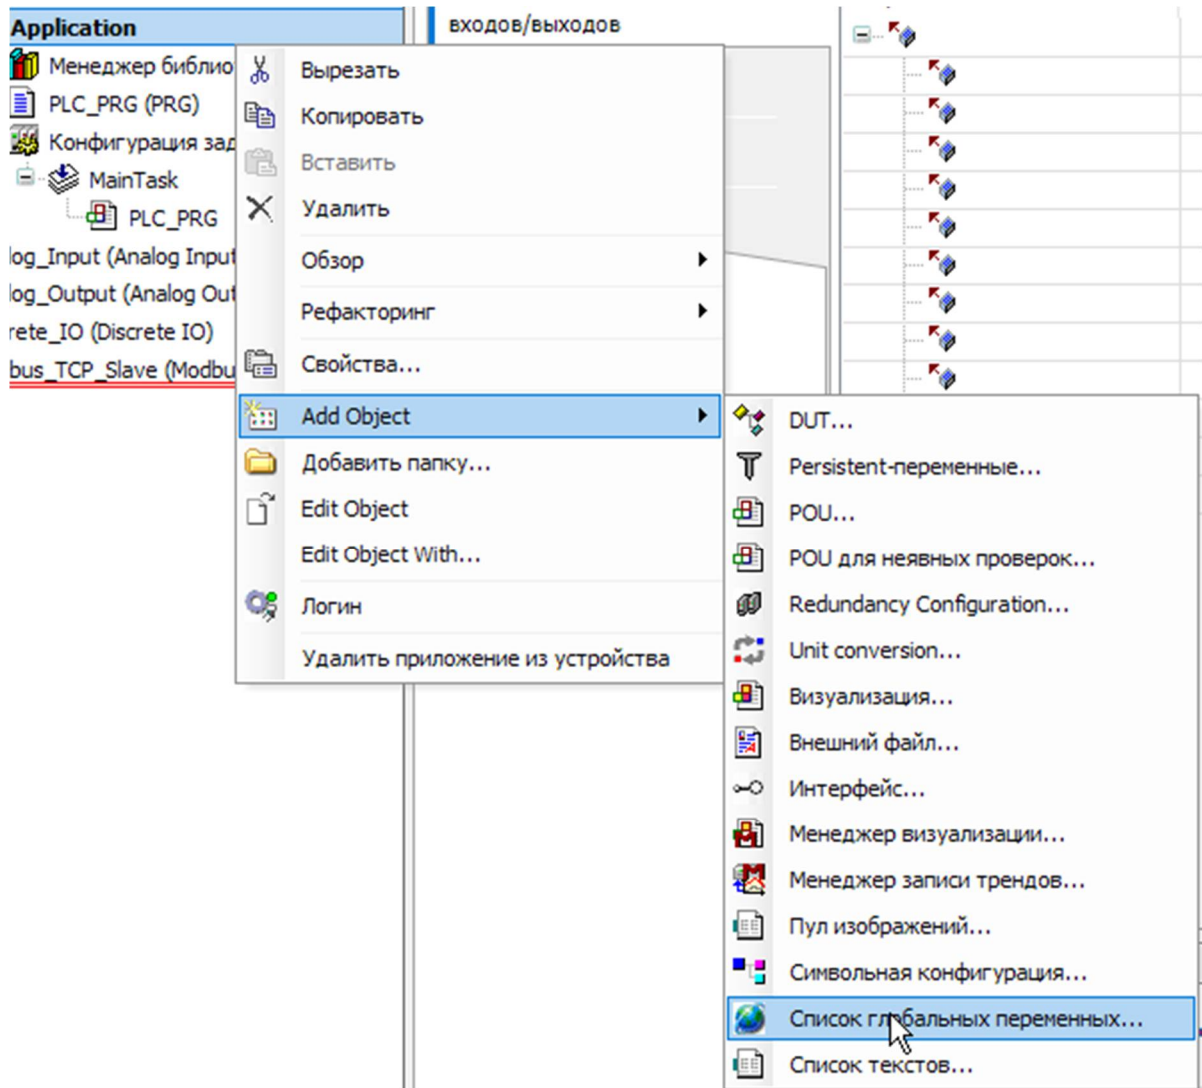 Application
входов/выходов
Менеджер библио
PLC_PRG (PRG)
Конфигурация зад
MainTask
PLC_PRG
log_Input (Analog Input
log_Output (Analog Out
rete_IO (Discrete IO)
bus_TCP_Slave (Modbu
Вырезать
Копировать
Вставить
Удалить
Обзор
Рефакторинг
Свойства...
Add Object
Добавить папку...
Edit Object
Edit Object With...
Логин
Удалить приложение из устройства
DUT...
Persistent-переменные...
POU...
POU для неявных проверок...
Redundancy Configuration...
Unit conversion...
Визуализация...
Внешний файл...
Интерфейс...
Менеджер визуализации...
Менеджер записи трендов...
Пул изображений...
Символьная конфигурация...
Список глобальных переменных...
Список текстов...